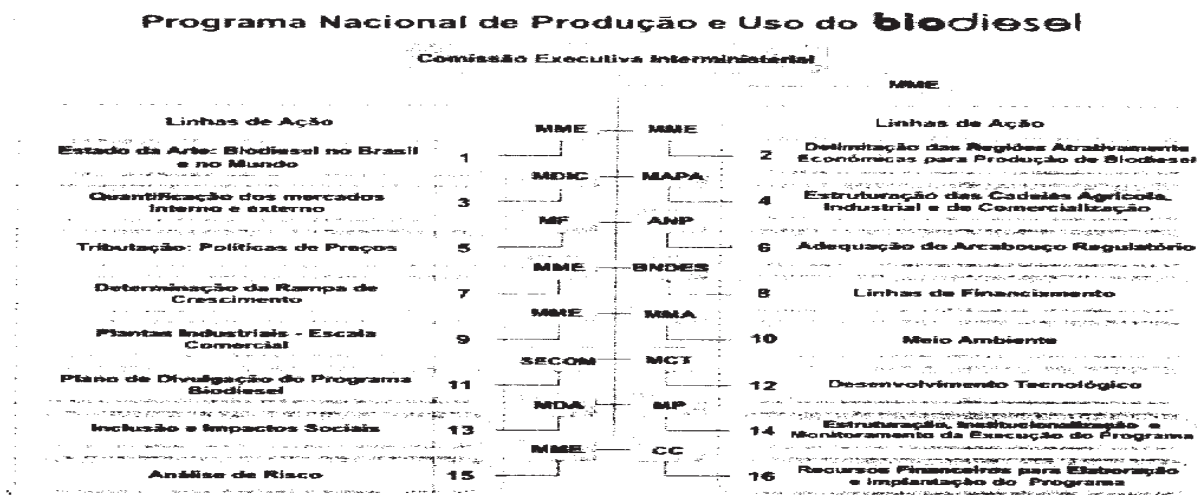 Programa Nacional de Produção e Uso do biodiesel
Comissão Executiva Interministerial
MME
Linhas de Ação
MME
MME
Linhas de Ação
Estado da Arte: Biodiesel no Brasil
e no Mundo
1
2
Delimitação das Regiões Atrativamente
Econômicas para Produção de Biodiesel
MDIC
MAPA
Quantificação dos mercados
interno e externo
3
4
Estruturação das Cadeias Agrícola,
Industrial e de Comercialização
MF
ANP
Tributação: Políticas de Preços
5
6
Adequação do Arcabouço Regulatório
MME
BNDES
Determinação da Rampa de
Crescimento
7
8
Linhas de Financiamento
MME
MMA
Plantas Industriais - Escala
Comercial
9
10
Meio Ambiente
SECOM
MCT
Plano de Divulgação do Programa
Biodiesel
11
12
Desenvolvimento Tecnológico
MDA
MP
Inclusão e Impactos Sociais
13
14
Estruturação, Institucionalização e
Monitoramento da Execução do Programa
MME
CC
Análise de Risco
15
16
Recursos Financeiros para Elaboração
e Implantação do Programa